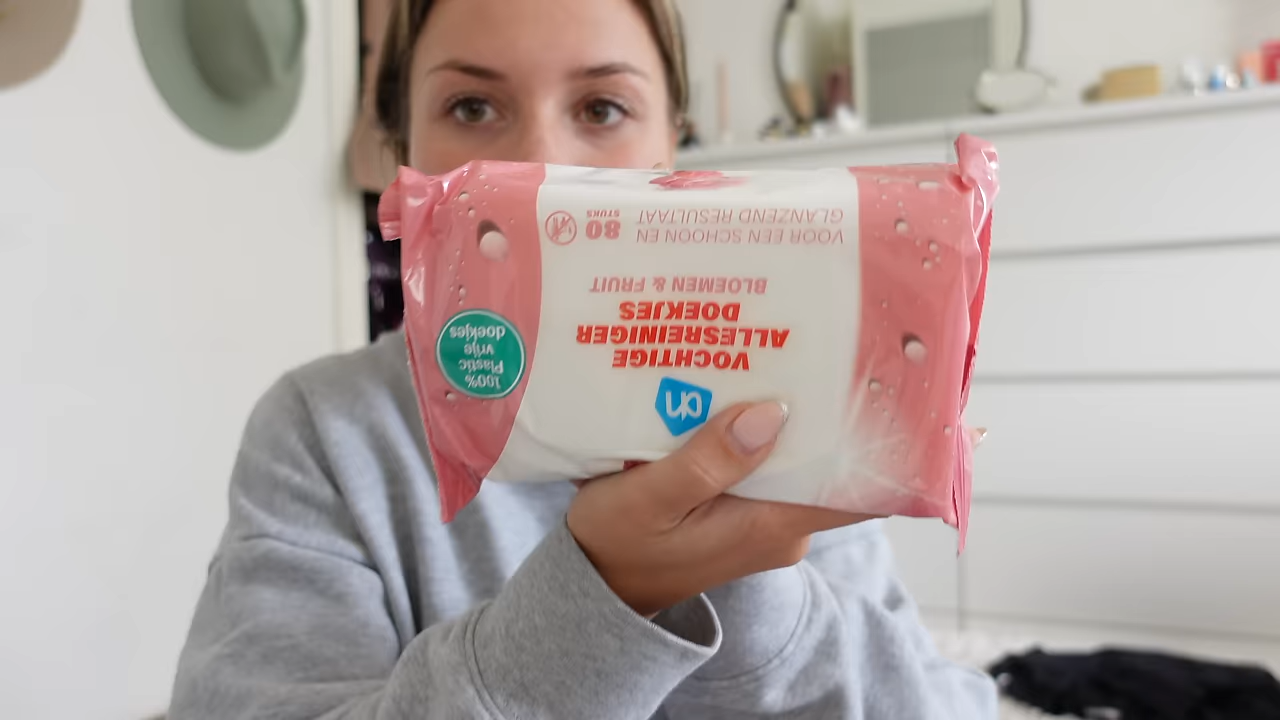 ah
VOCHTIGE
ALLESREINIGER
DOEKJES
BLOEMEN & FRUIT
VOOR EEN SCHOON EN
GLANZEND RESULTAAT
80
STUKS
100%
Plastic
vrije
doekjes